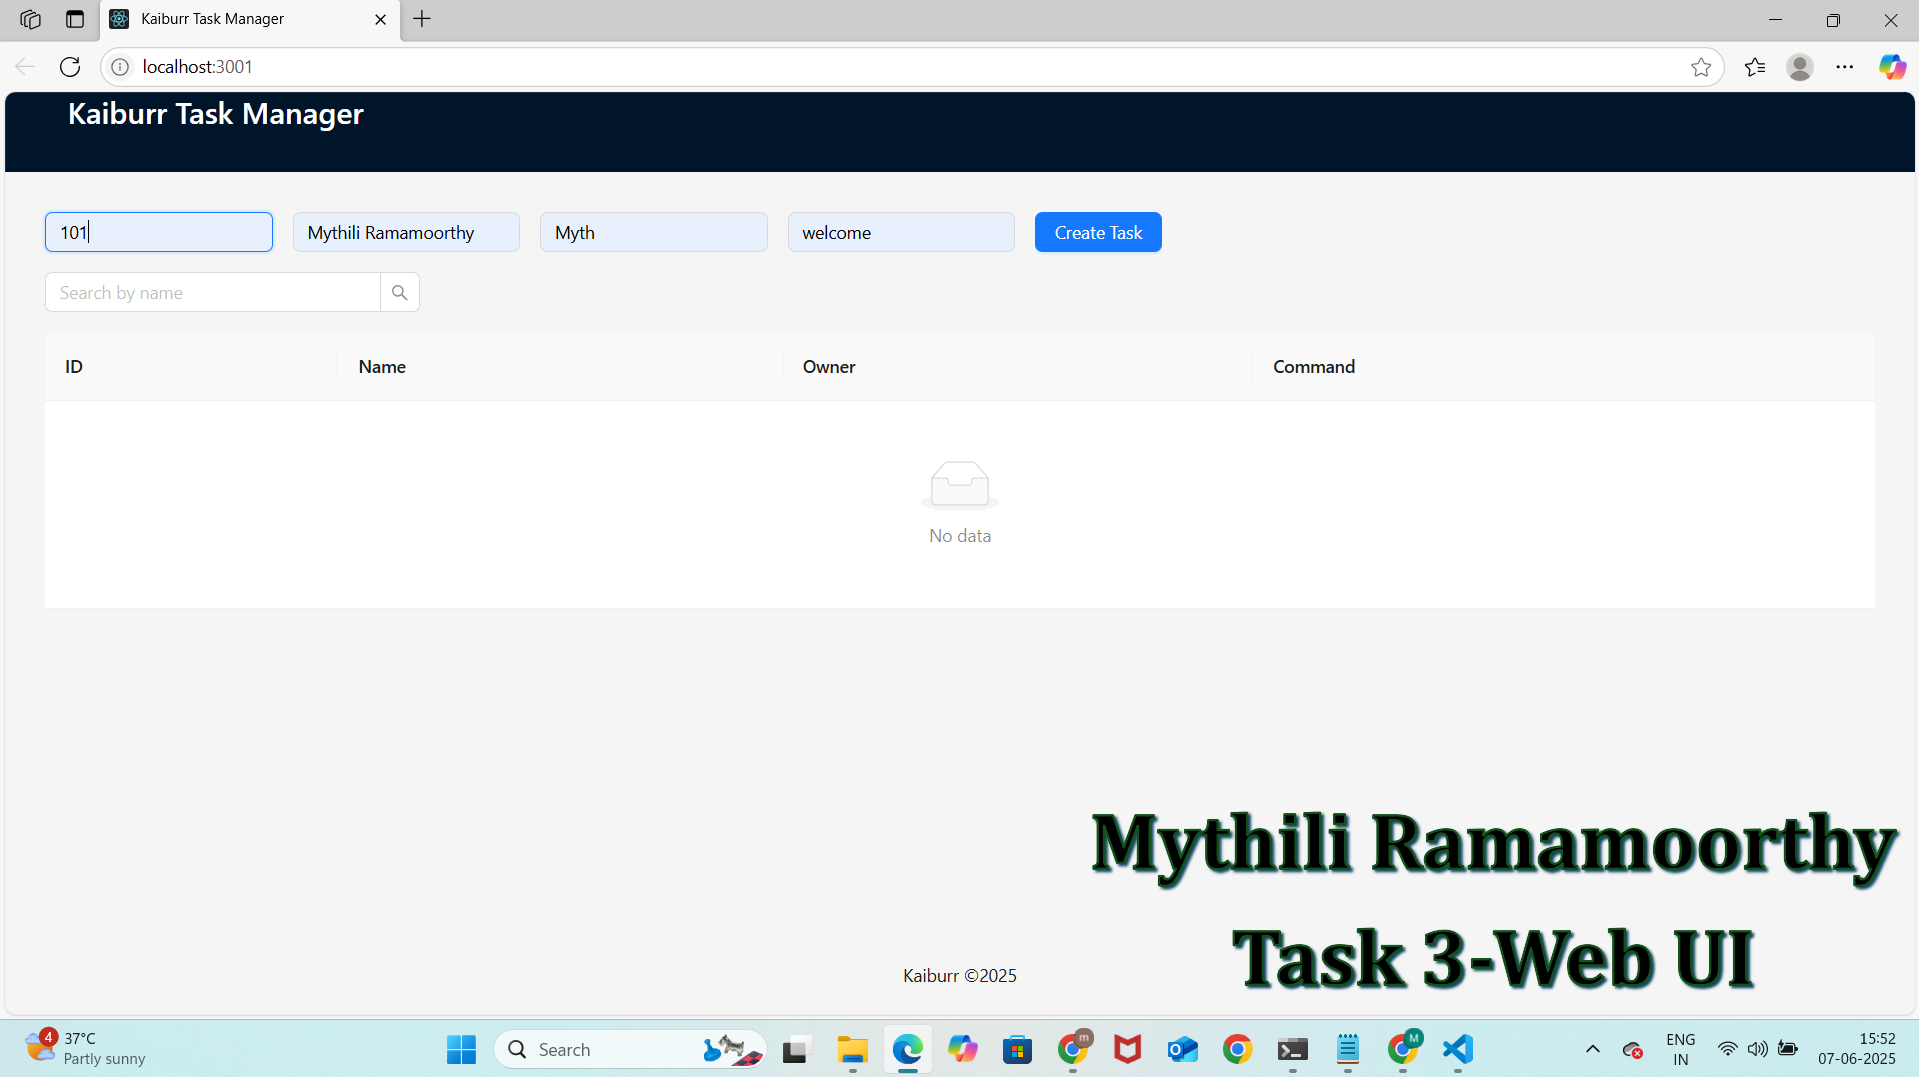 Kaiburr Task Manager
localhost:3001
Kaiburr Task Manager
101 Mythili Ramamoorthy Myth welcome Create Task
Search by name
ID Name Owner Command
No data
Mythili Ramamoorthy
Task 3-Web UI
Kaiburr ©2025
4 37°C
Partly sunny
Search
m
M
ENG
IN
15:52
07-06-2025